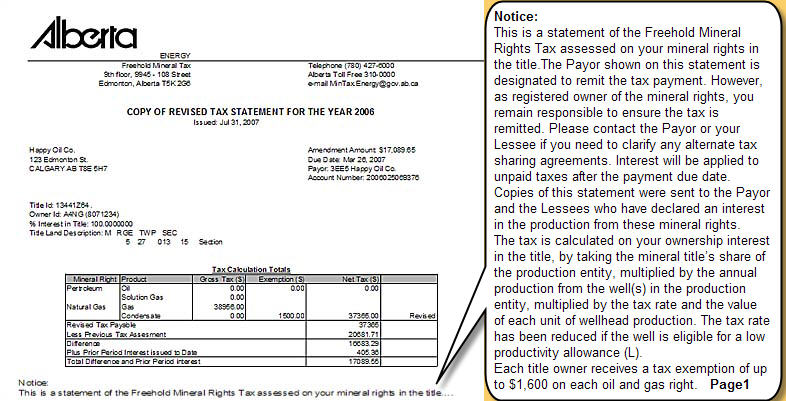 Alberta
ENERGY
Freehold Mineral Tax
9th floor, 9945 - 108 Street
Edmonton, Alberta T5K 2G6
Telephone (780) 427-6000
Alberta Toll Free 310-0000
e-mail MinTax.Energy@gov.ab.ca
COPY OF REVISED TAX STATEMENT FOR THE YEAR 2006
Issued: Jul 31, 2007
Happy Oil Co.
123 Edmonton St.
CALGARY AB T8E 6H7
Amendment Amount: $17,089.65
Due Date: Mar 26, 2007
Payor: 3EE5 Happy Oil Co.
Account Number: 2006025069376
Title Id: 13441Z64 .
Owner Id: A4NG (8071234)
% Interest in Title: 100.0000000
Title Land Description: M RGE TWP SEC
5 27 013 15 Section
Tax Calculation Totals
Mineral Right Product Gross Tax ($) Exemption ($) Net Tax ($)
Petroleum Oil 0.00 0.00 0.00
Solution Gas 0.00
Natural Gas Gas 38956.00
Condensate 0.00 1500.00 37365.00 Revised
Revised Tax Payable 37365
Less Previous Tax Assesment 20681.71
Difference 16683.29
Plus Prior Period Interest issued to Date 405.36
Total Difference and Prior Period interest 17089.55
Notice:
This is a statement of the Freehold Mineral Rights Tax assessed on your mineral rights in the title....
Notice:
This is a statement of the Freehold Mineral
Rights Tax assessed on your mineral rights in
the title.The Payor shown on this statement is
designated to remit the tax payment. However,
as registered owner of the mineral rights, you
remain responsible to ensure the tax is
remitted. Please contact the Payor or your
Lessee if you need to clarify any alternate tax
sharing agreements. Interest will be applied to
unpaid taxes after the payment due date.
Copies of this statement were sent to the Payor
and the Lessees who have declared an interest
in the production from these mineral rights.
The tax is calculated on your ownership interest
in the title, by taking the mineral title's share of
the production entity, multiplied by the annual
production from the well(s) in the production
entity, multiplied by the tax rate and the value
of each unit of wellhead production. The tax rate
has been reduced if the well is eligible for a low
productivity allowance (L).
Each title owner receives a tax exemption of up
to $1,600 on each oil and gas right. Page1